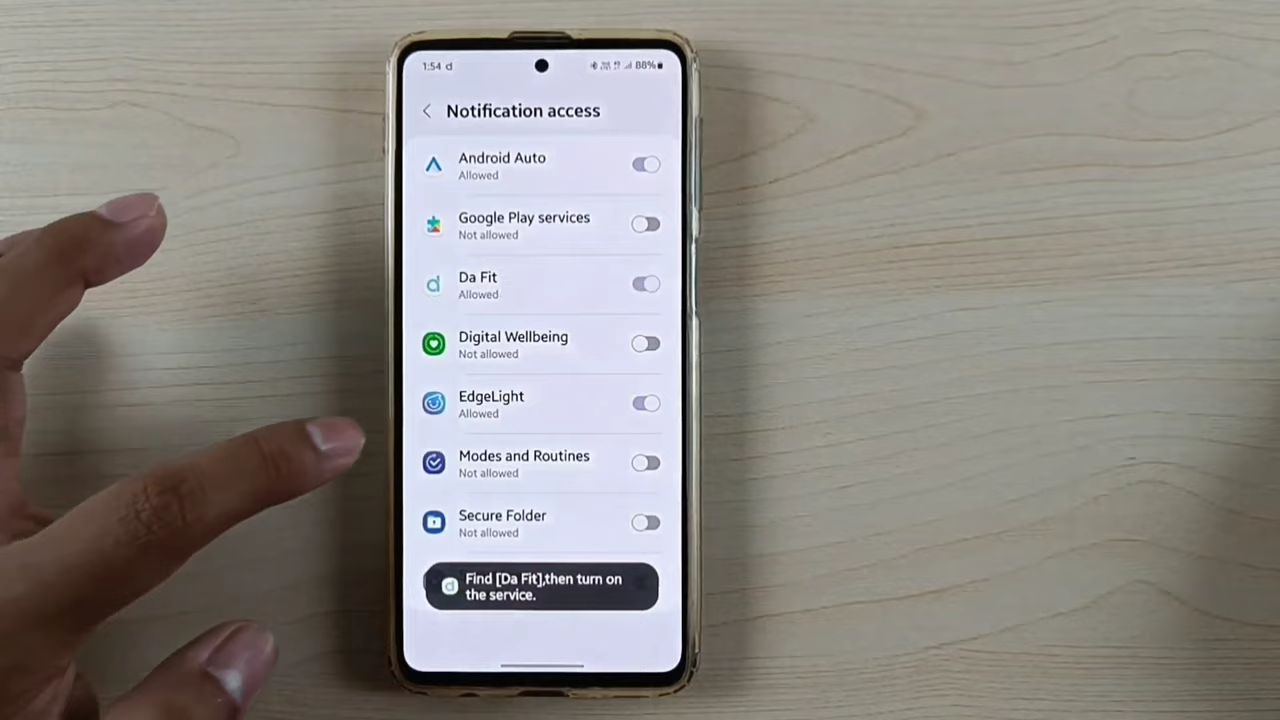 1:54 d
88%
Notification access
Android Auto
Allowed
Google Play services
Not allowed
Da Fit
Allowed
Digital Wellbeing
Not allowed
EdgeLight
Allowed
Modes and Routines
Not allowed
Secure Folder
Not allowed
Find [Da Fit],then turn on
the service.